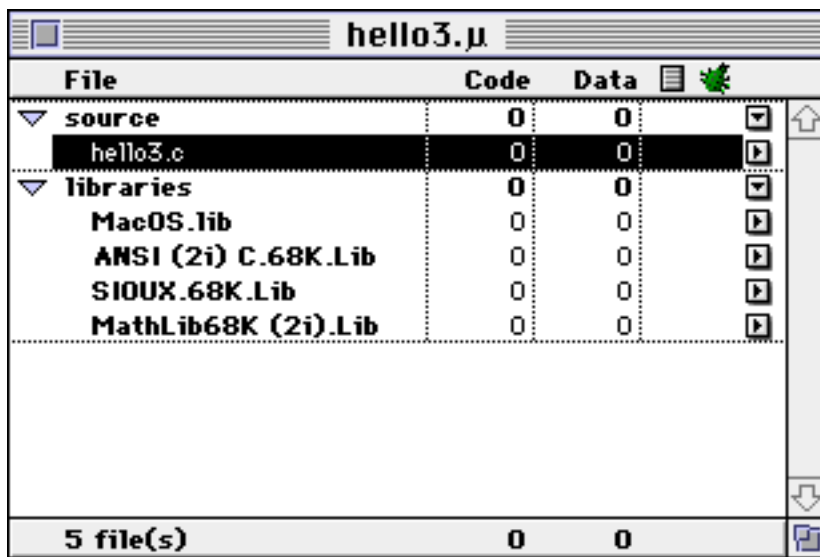 hello3.µ
File Code Data
source 0 0
hello3.c 0 0
libraries 0 0
MacOS.lib 0 0
ANSI (2i) C.68K.Lib 0 0
SIOUX.68K.Lib 0 0
MathLib68K (2i).Lib 0 0
5 file(s) 0 0